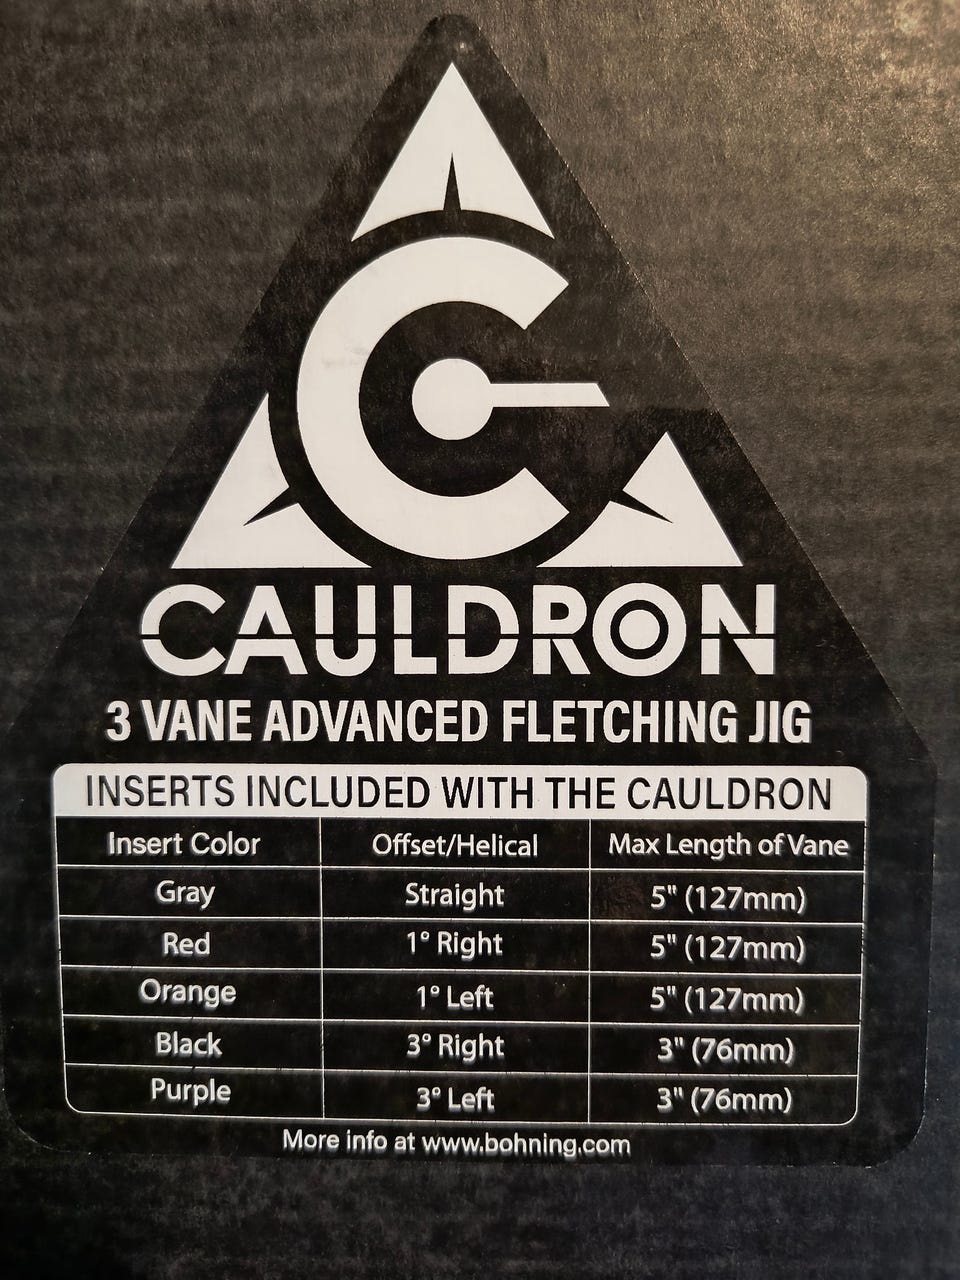 CAULDRON
3 VANE ADVANCED FLETCHING JIG
INSERTS INCLUDED WITH THE CAULDRON
Insert Color Offset/Helical Max Length of Vane
Gray Straight 5" (127mm)
Red 1° Right 5" (127mm)
Orange 1° Left 5" (127mm)
Black 3° Right 3" (76mm)
Purple 3° Left 3" (76mm)
More info at www.bohning.com